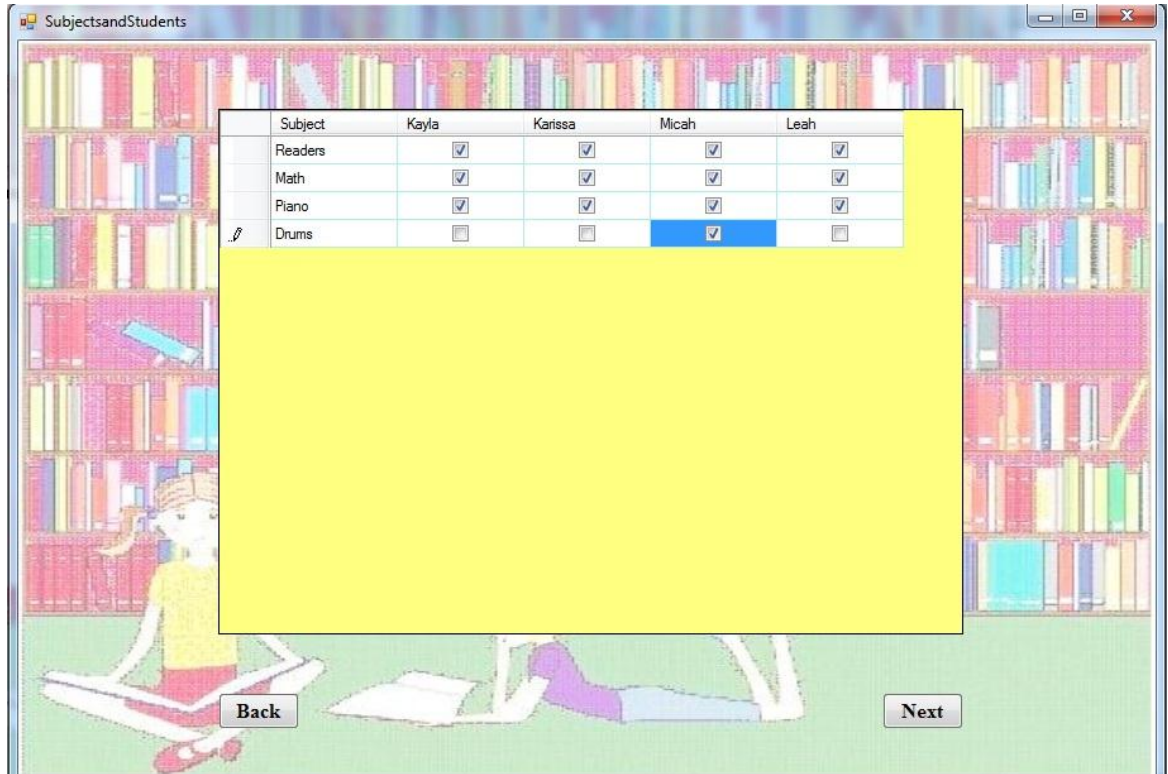 SubjectsandStudents
Subject Kayla Karissa Micah Leah
Readers
Math
Piano
Drums
Back Next